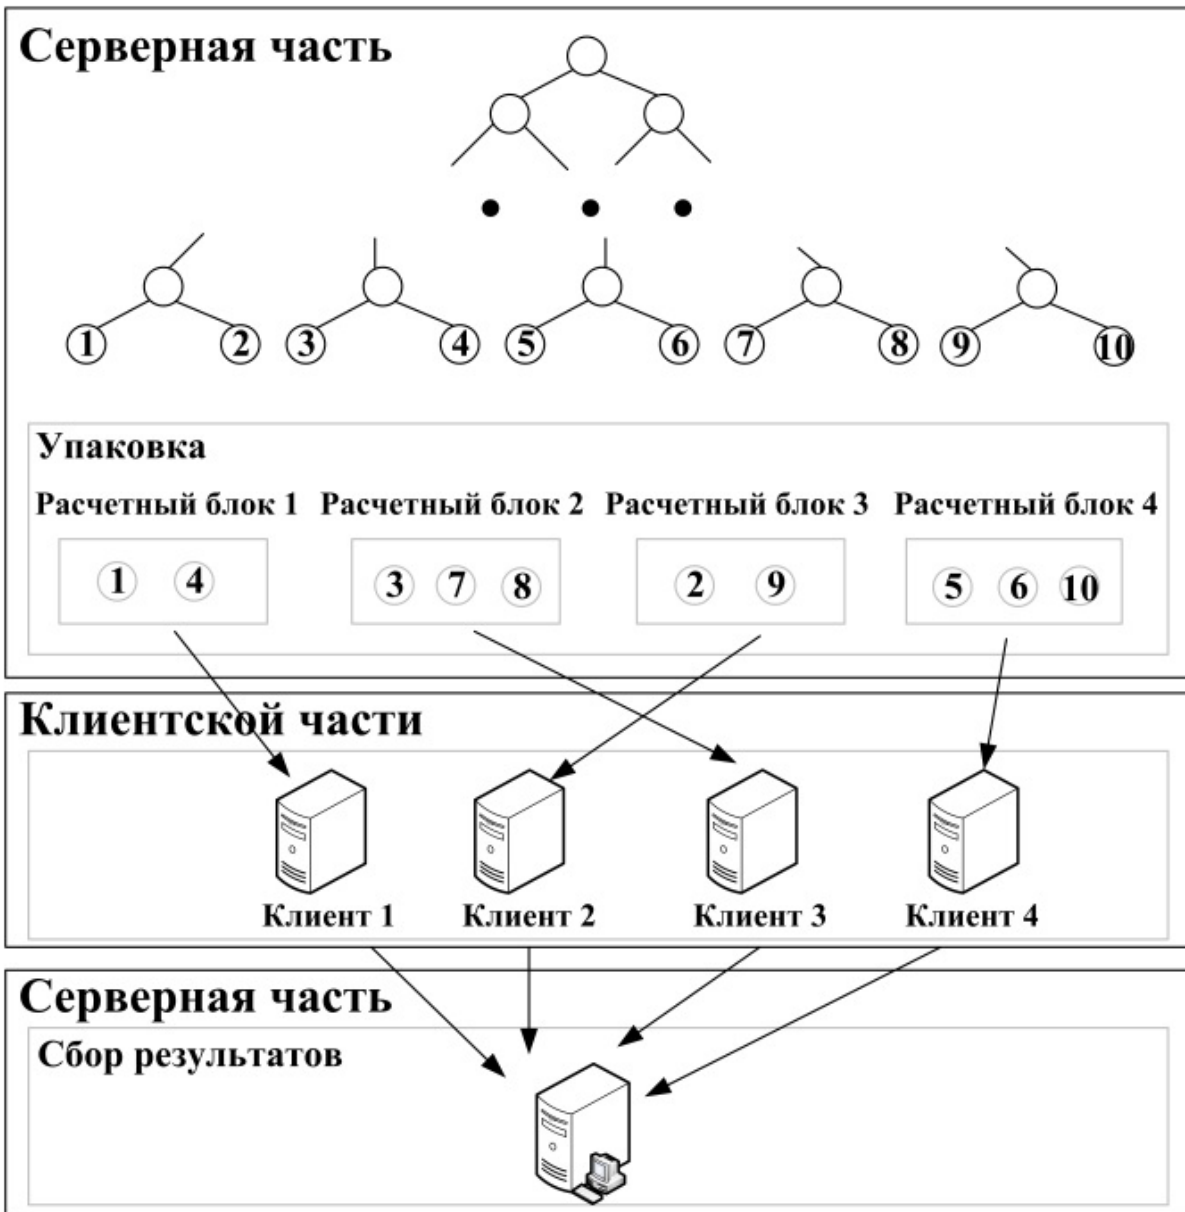 Серверная часть
1 2 3 4 5 6 7 8 9 10
Упаковка
Расчетный блок 1 Расчетный блок 2 Расчетный блок 3 Расчетный блок 4
1 4 3 7 8 2 9 5 6 10
Клиентской части
Клиент 1 Клиент 2 Клиент 3 Клиент 4
Серверная часть
Сбор результатов